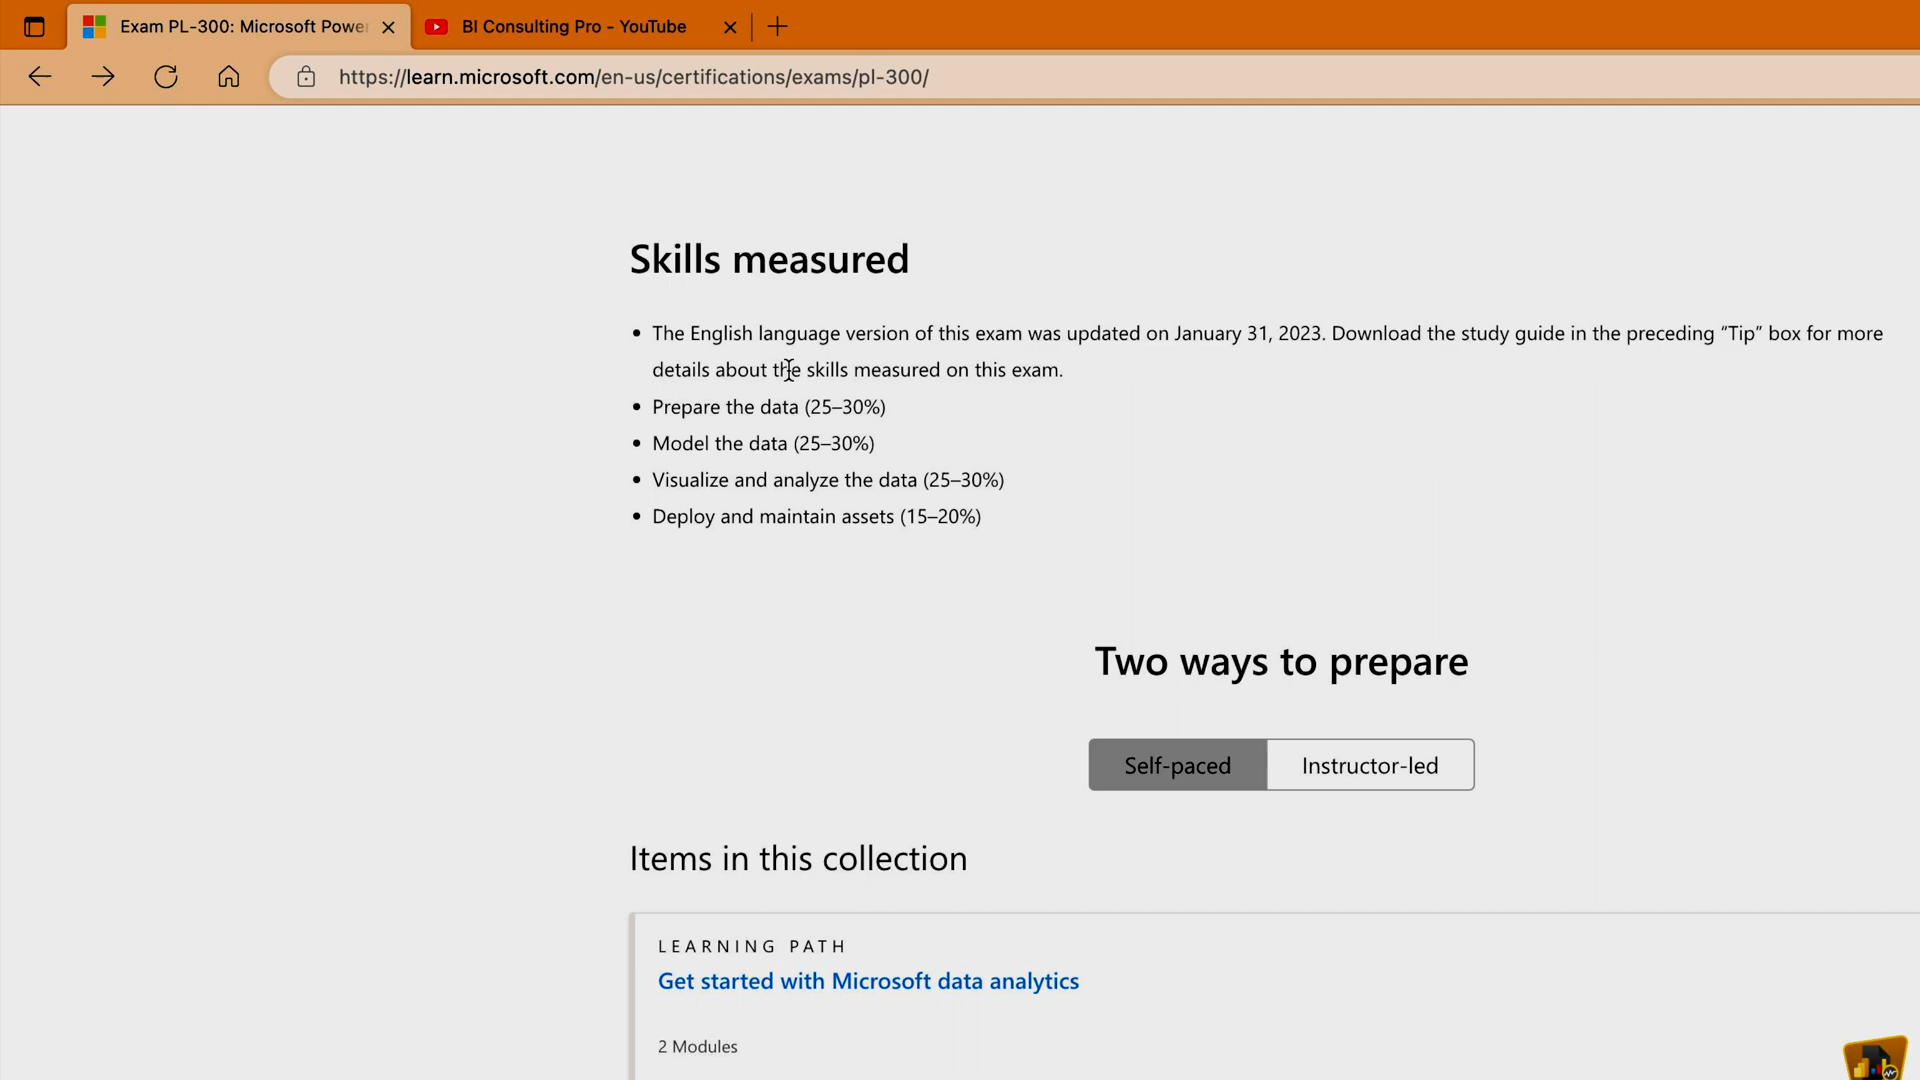 Exam PL-300: Microsoft Power
BI Consulting Pro - YouTube
https://learn.microsoft.com/en-us/certifications/exams/pl-300/
Skills measured
• The English language version of this exam was updated on January 31, 2023. Download the study guide in the preceding “Tip” box for more
details about the skills measured on this exam.
• Prepare the data (25–30%)
• Model the data (25–30%)
• Visualize and analyze the data (25–30%)
• Deploy and maintain assets (15–20%)
Two ways to prepare
Self-paced
Instructor-led
Items in this collection
LEARNING PATH
Get started with Microsoft data analytics
2 Modules